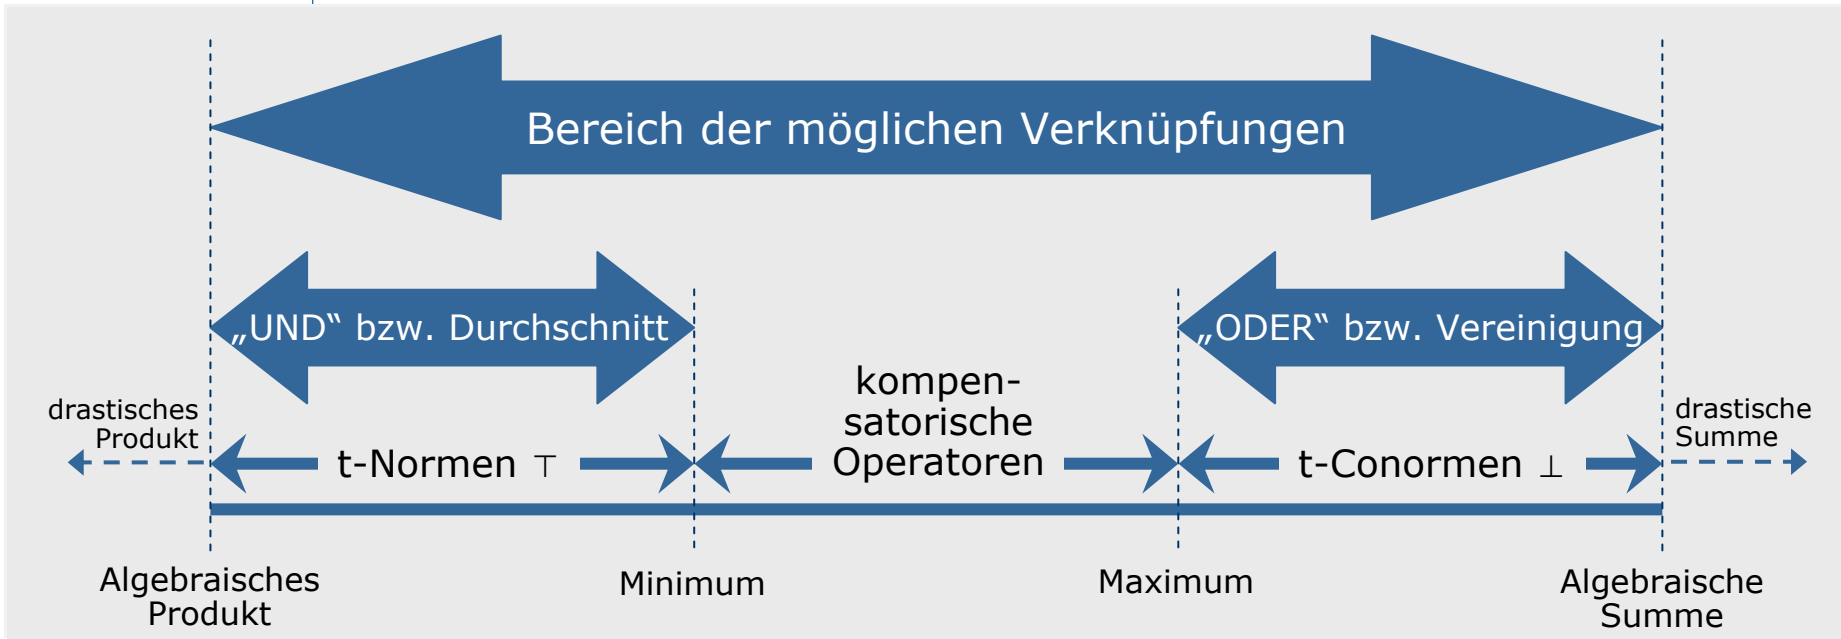 Bereich der möglichen Verknüpfungen
„UND“ bzw. Durchschnitt
„ODER“ bzw. Vereinigung
drastisches
Produkt
t-Normen ⊤
kompen-
satorische
Operatoren
t-Conormen ⊥
drastische
Summe
Algebraisches
Produkt
Minimum
Maximum
Algebraische
Summe